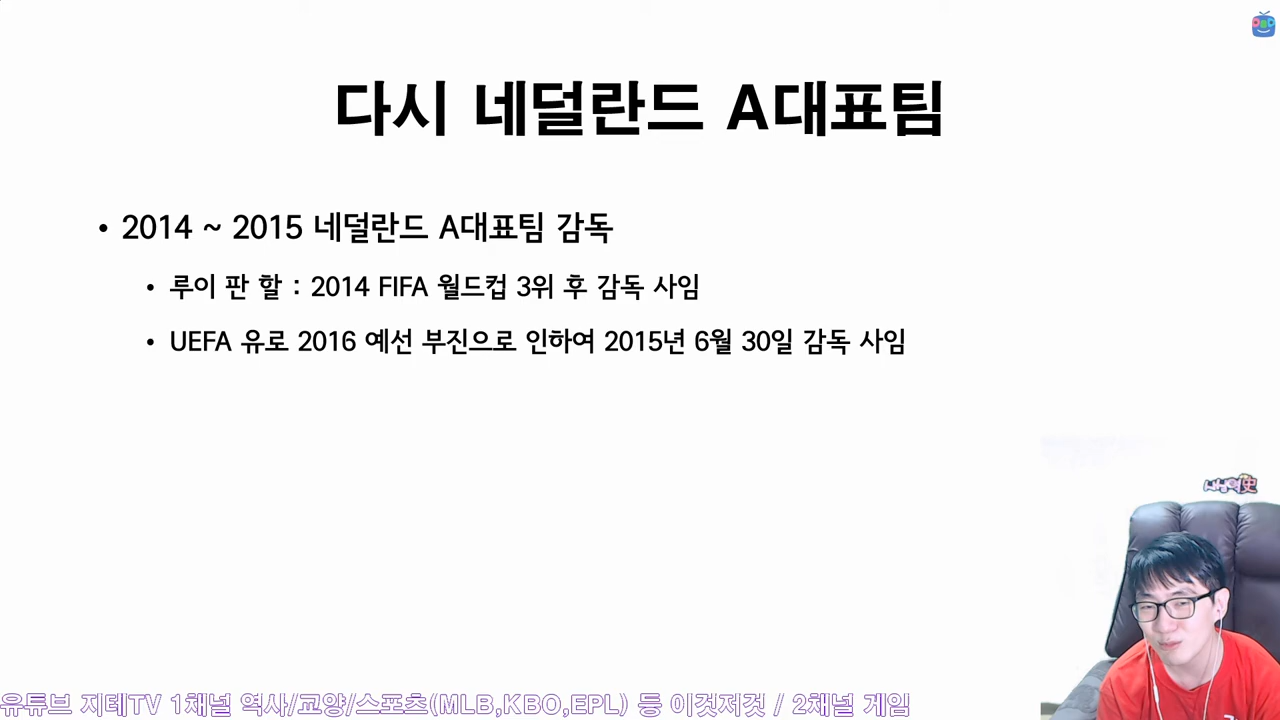 다시 네덜란드 A대표팀
• 2014 ~ 2015 네덜란드 A대표팀 감독
• 루이 판 할 : 2014 FIFA 월드컵 3위 후 감독 사임
• UEFA 유로 2016 예선 부진으로 인하여 2015년 6월 30일 감독 사임
유튜브 지테TV 1채널 역사/교양/스포츠(MLB,KBO,EPL) 등 이것저것 / 2채널 게임